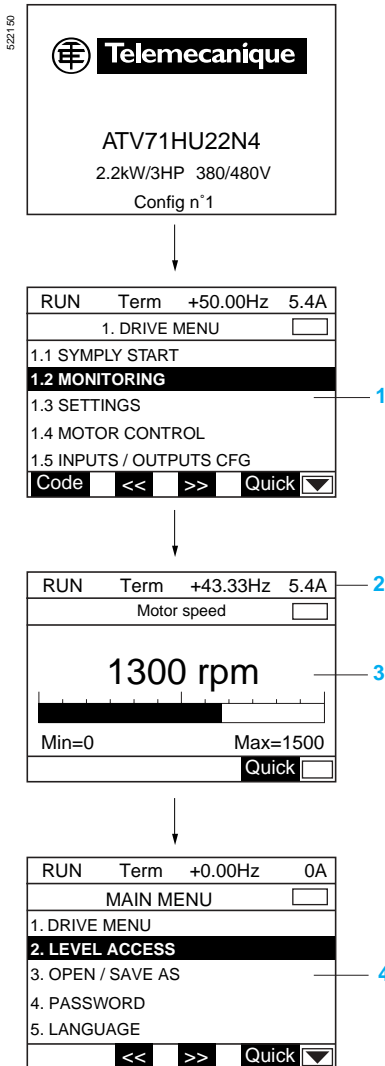 522150
Telemecanique
ATV71HU22N4
2.2kW/3HP 380/480V
Config n°1
RUN Term +50.00Hz 5.4A
1. DRIVE MENU
1.1 SYMPLY START
1.2 MONITORING
1.3 SETTINGS
1.4 MOTOR CONTROL
1.5 INPUTS / OUTPUTS CFG
Code << >> Quick
1
RUN Term +43.33Hz 5.4A
2
Motor speed
1300 rpm
3
Min=0 Max=1500
Quick
RUN Term +0.00Hz 0A
MAIN MENU
1. DRIVE MENU
2. LEVEL ACCESS
3. OPEN / SAVE AS
4. PASSWORD
5. LANGUAGE
4
<< >> Quick